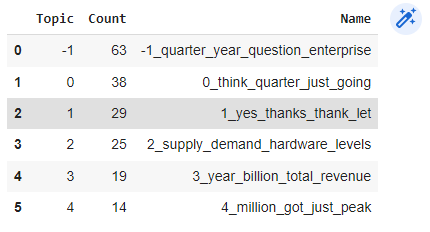 Topic Count Name
0 -1 63 -1_quarter_year_question_enterprise
1 0 38 0_think_quarter_just_going
2 1 29 1_yes_thanks_thank_let
3 2 25 2_supply_demand_hardware_levels
4 3 19 3_year_billion_total_revenue
5 4 14 4_million_got_just_peak